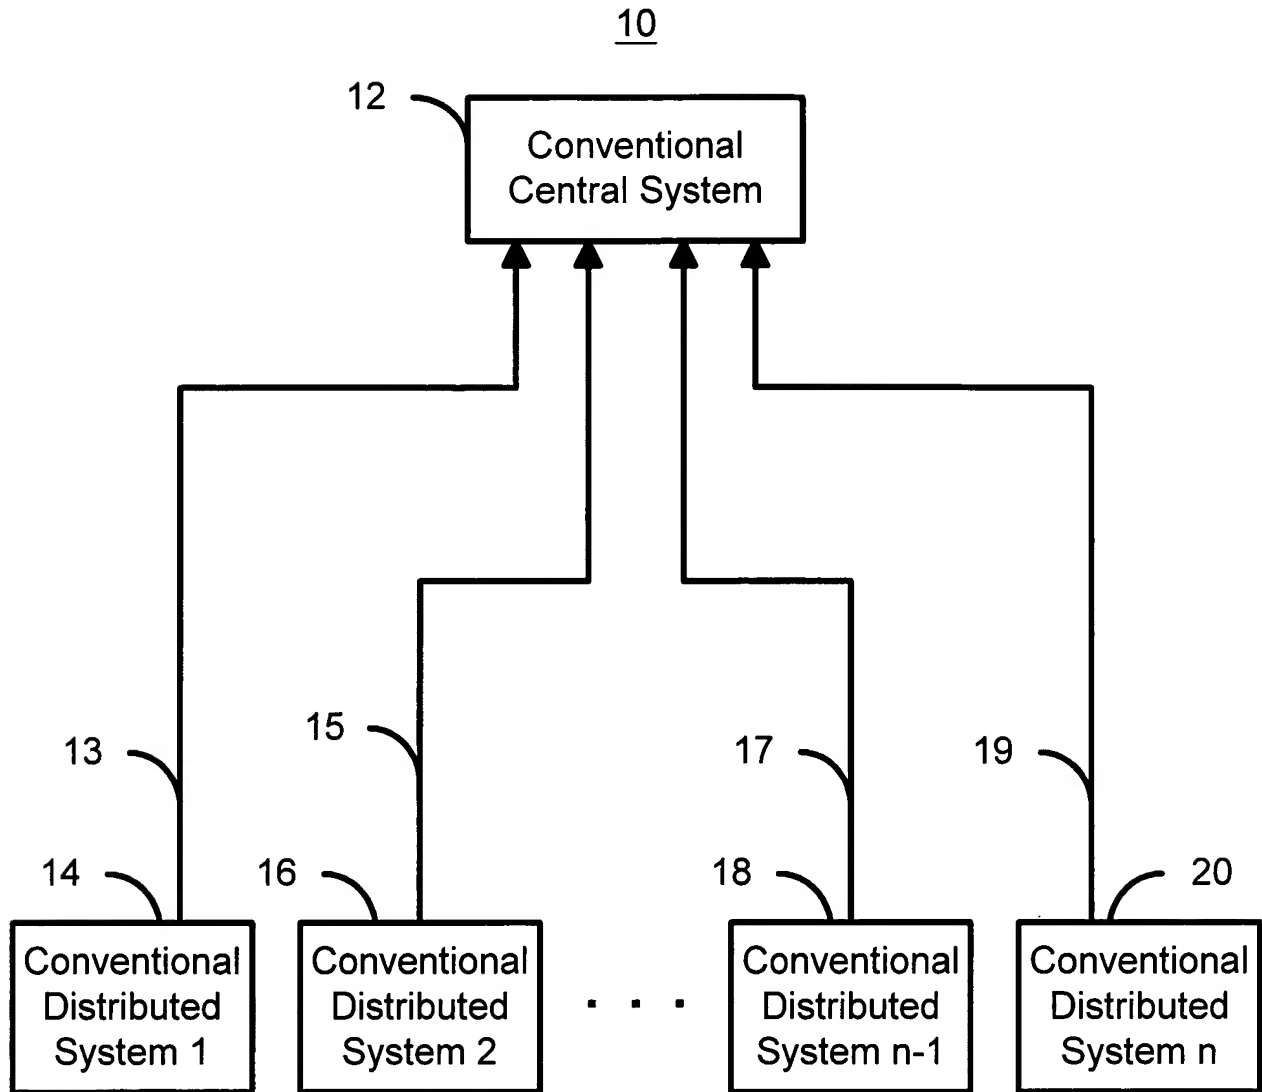 10
12
Conventional
Central System
13
15
17
19
14
16
18
20
Conventional
Distributed
System 1
Conventional
Distributed
System 2
. . .
Conventional
Distributed
System n-1
Conventional
Distributed
System n